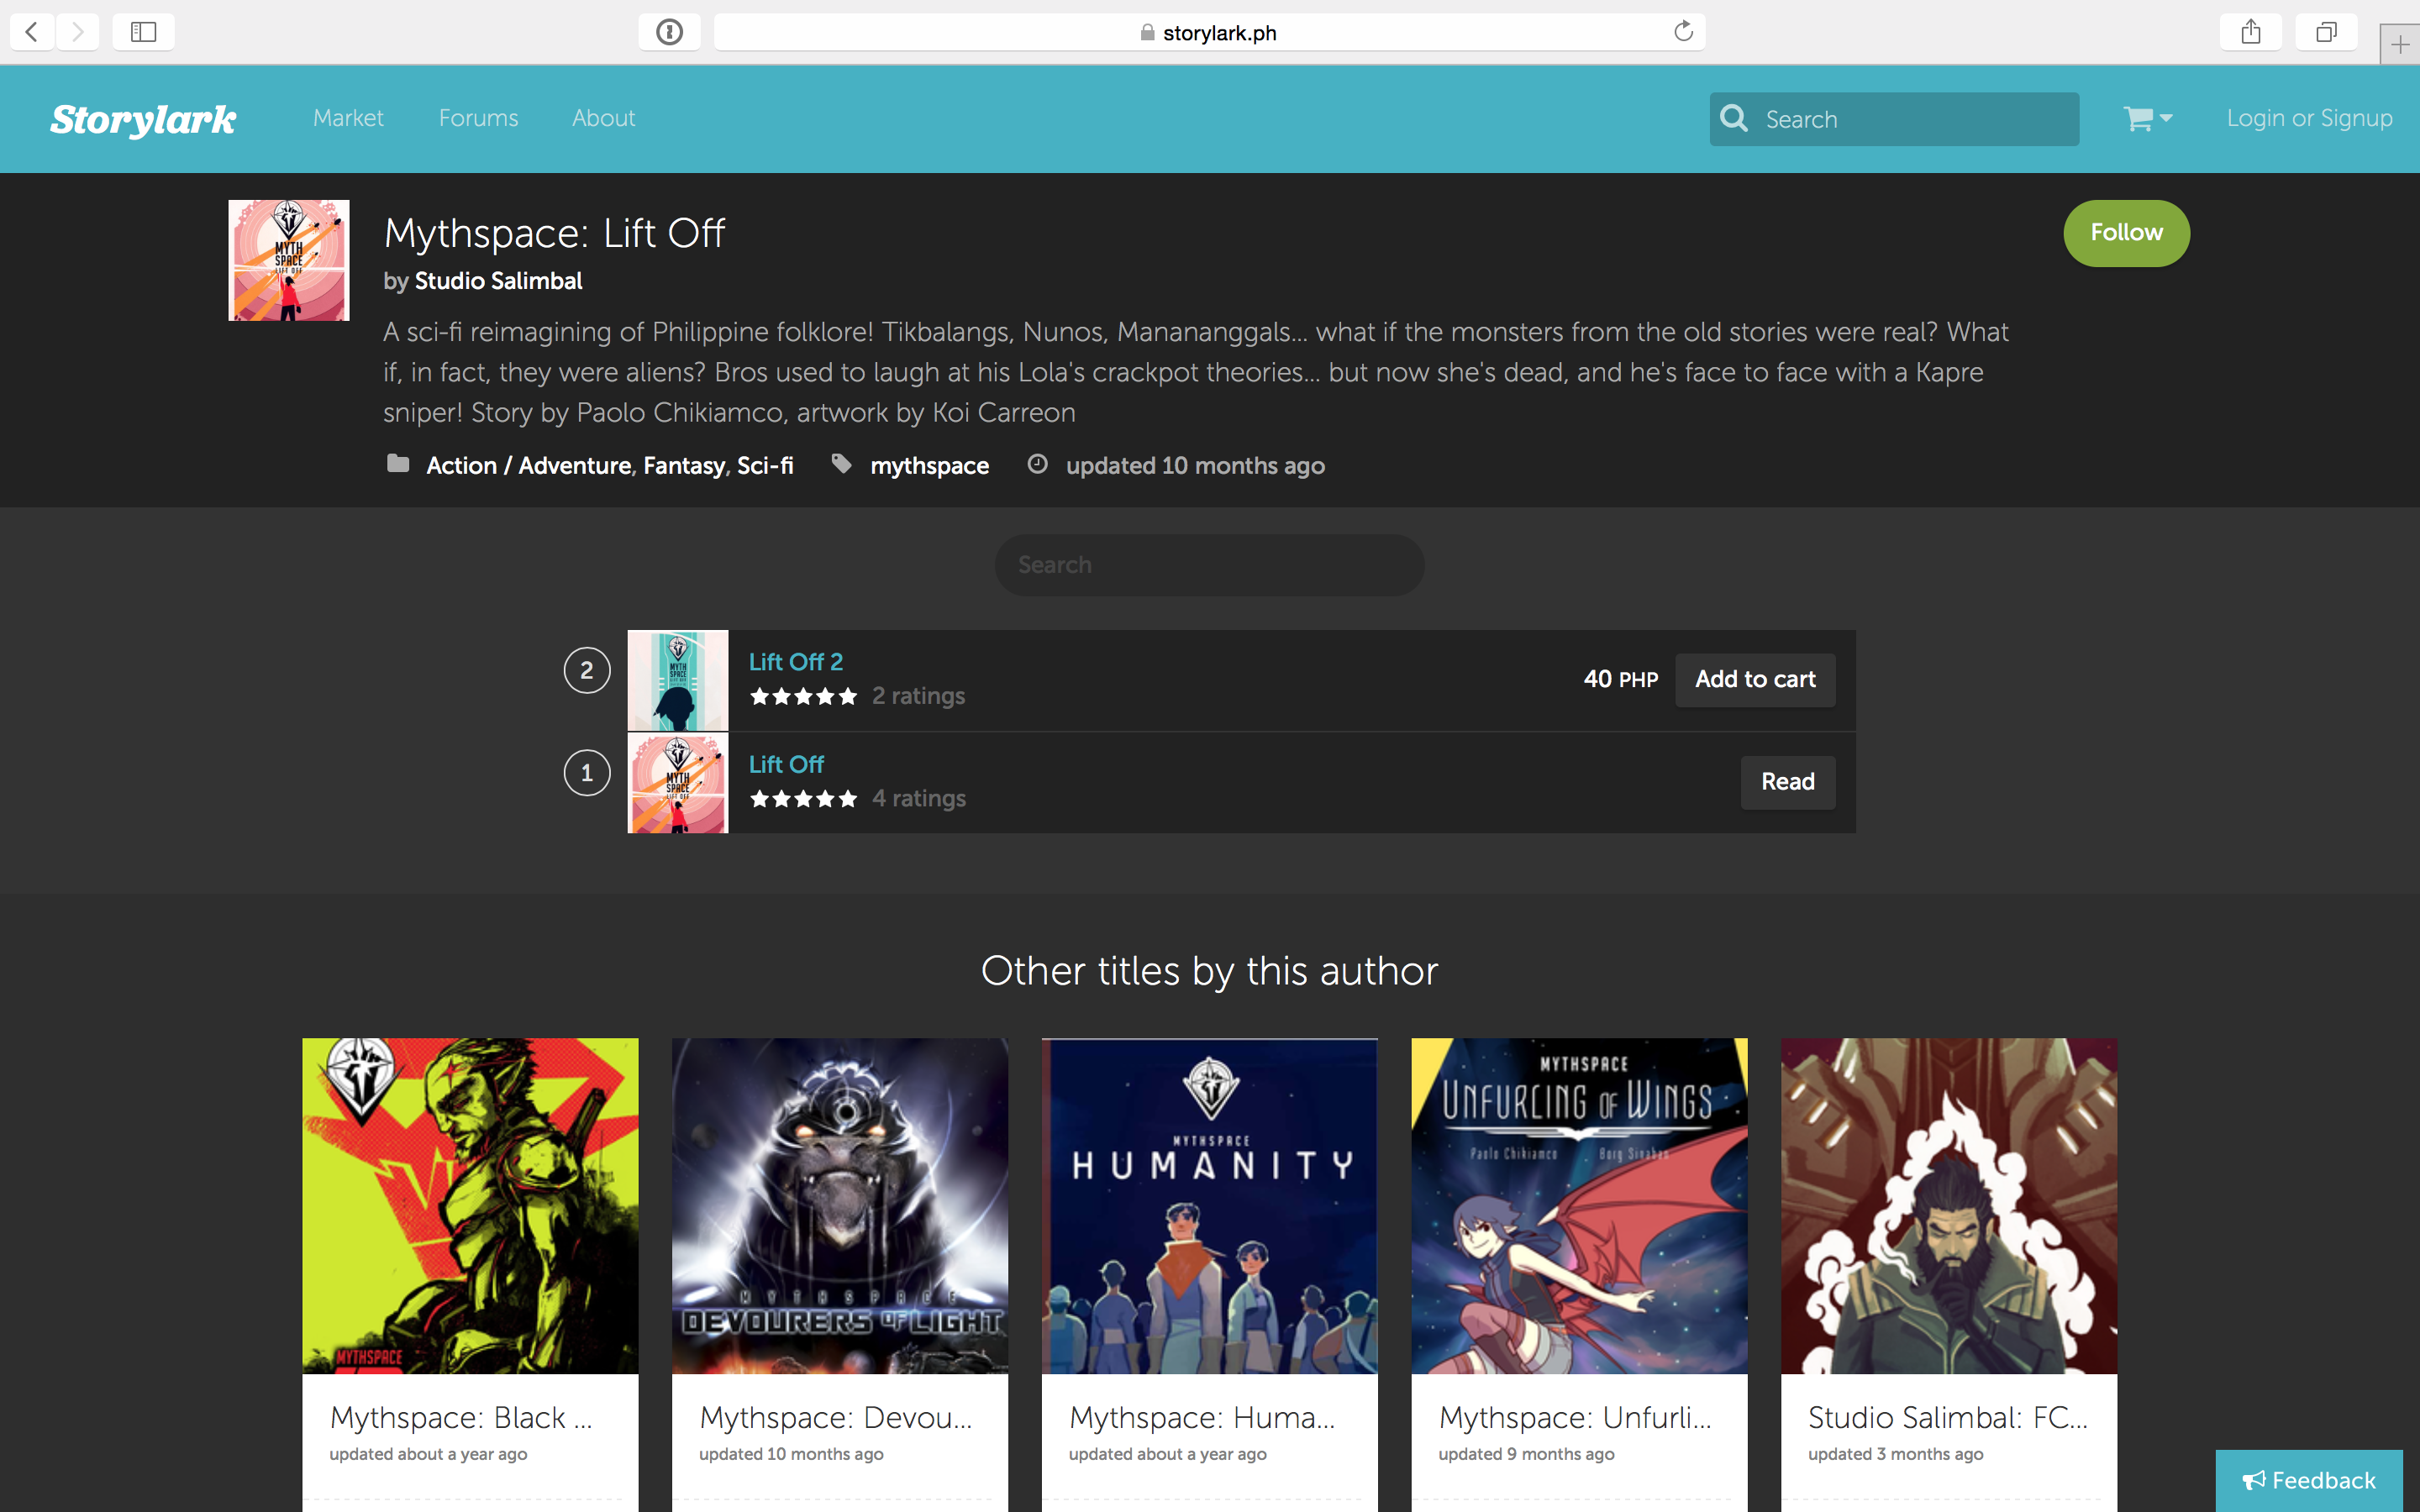 storylark.ph
Storylark
Market
Forums
About
Search
Login or Signup
MYTH
SPACE
LIFT OFF
Mythspace: Lift Off
Follow
by Studio Salimbal
A sci-fi reimagining of Philippine folklore! Tikbalangs, Nunos, Manananggals... what if the monsters from the old stories were real? What
if, in fact, they were aliens? Bros used to laugh at his Lola's crackpot theories... but now she's dead, and he's face to face with a Kapre
sniper! Story by Paolo Chikiamco, artwork by Koi Carreon
Action / Adventure, Fantasy, Sci-fi
mythspace
updated 10 months ago
Search
2
MYTH
SPACE
LIFT OFF
Lift Off 2
2 ratings
40 PHP
Add to cart
1
MYTH
SPACE
LIFT OFF
Lift Off
4 ratings
Read
Other titles by this author
MYTHSPACE
MYTHSPACE
DEVOURERS OF LIGHT
MYTHSPACE
HUMANITY
MYTHSPACE
UNFURLING OF WINGS
Paolo Chikiamco
Borg Sinaban
Mythspace: Black ...
updated about a year ago
Mythspace: Devou...
updated 10 months ago
Mythspace: Huma...
updated about a year ago
Mythspace: Unfurli...
updated 9 months ago
Studio Salimbal: FC...
updated 3 months ago
Feedback